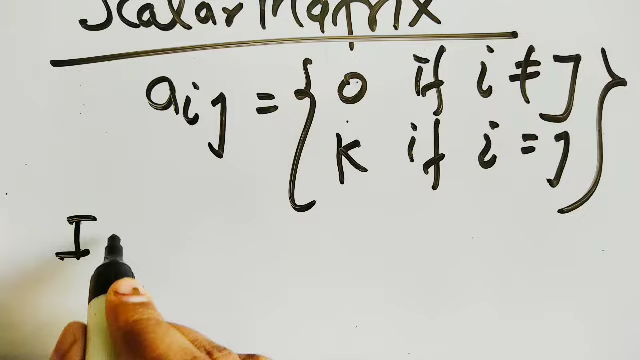 Scalar Matrix
aij = { 0 if i ≠ j
k if i = j }
I